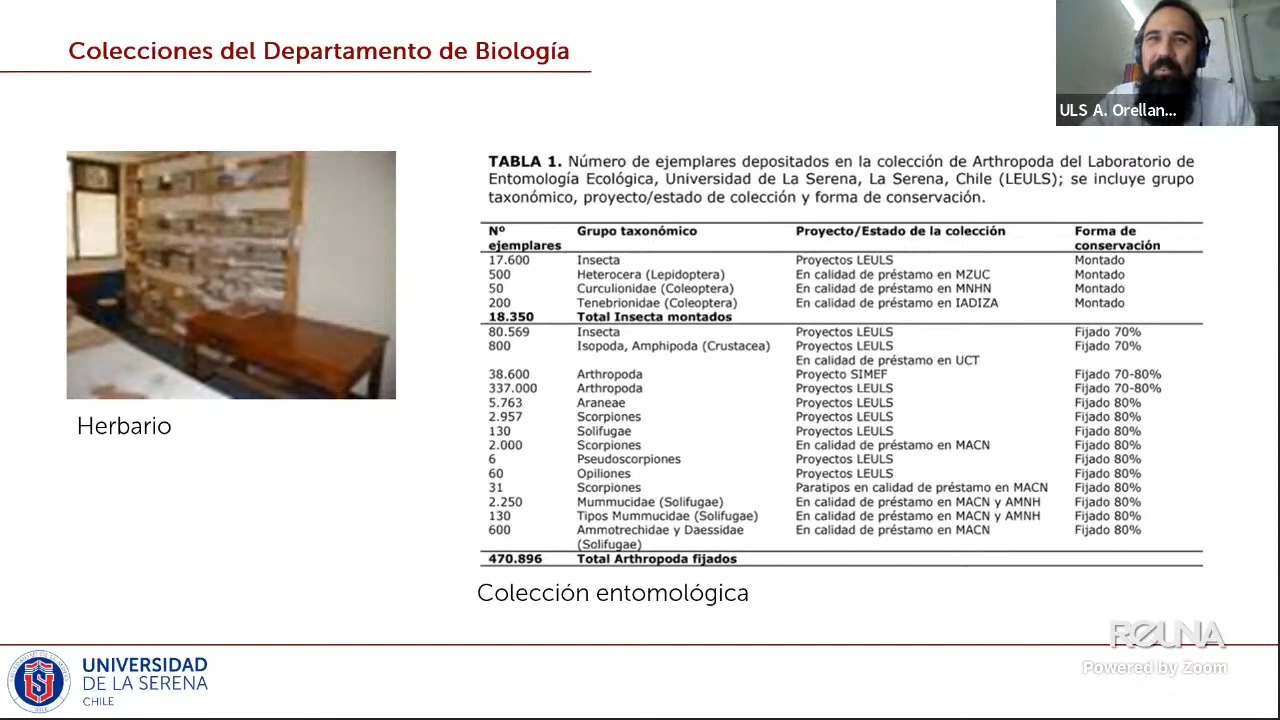 Colecciones del Departamento de Biología
ULS A. Orellan...
TABLA 1. Número de ejemplares depositados en la colección de Arthropoda del Laboratorio de
Entomología Ecológica, Universidad de La Serena, La Serena, Chile (LEULS); se incluye grupo
taxonómico, proyecto/estado de colección y forma de conservación.
Nº ejemplares Grupo taxonómico Proyecto/Estado de la colección Forma de conservación
17.600 Insecta Proyectos LEULS Montado
500 Heterocera (Lepidoptera) En calidad de préstamo en MZUC Montado
50 Curculionidae (Coleoptera) En calidad de préstamo en MNHN Montado
200 Tenebrionidae (Coleoptera) En calidad de préstamo en IADIZA Montado
18.350 Total Insecta montados
80.569 Insecta Proyectos LEULS Fijado 70%
800 Isopoda, Amphipoda (Crustacea) Proyectos LEULS Fijado 70%
En calidad de préstamo en UCT
38.600 Arthropoda Proyecto SIMEF Fijado 70-80%
337.000 Arthropoda Proyectos LEULS Fijado 70-80%
5.763 Araneae Proyectos LEULS Fijado 80%
2.957 Scorpiones Proyectos LEULS Fijado 80%
130 Solifugae Proyectos LEULS Fijado 80%
2.000 Scorpiones En calidad de préstamo en MACN Fijado 80%
6 Pseudoscorpiones Proyectos LEULS Fijado 80%
60 Opiliones Proyectos LEULS Fijado 80%
31 Scorpiones Paratipos en calidad de préstamo en MACN Fijado 80%
2.250 Mummucidae (Solifugae) En calidad de préstamo en MACN y AMNH Fijado 80%
130 Tipos Mummucidae (Solifugae) En calidad de préstamo en MACN y AMNH Fijado 80%
600 Ammotrechidae y Daessidae En calidad de préstamo en MACN Fijado 80%
(Solifugae)
470.896 Total Arthropoda fijados
Herbario
Colección entomológica
REUNA
Powered by Zoom
UNIVERSIDAD
DE LA SERENA
CHILE